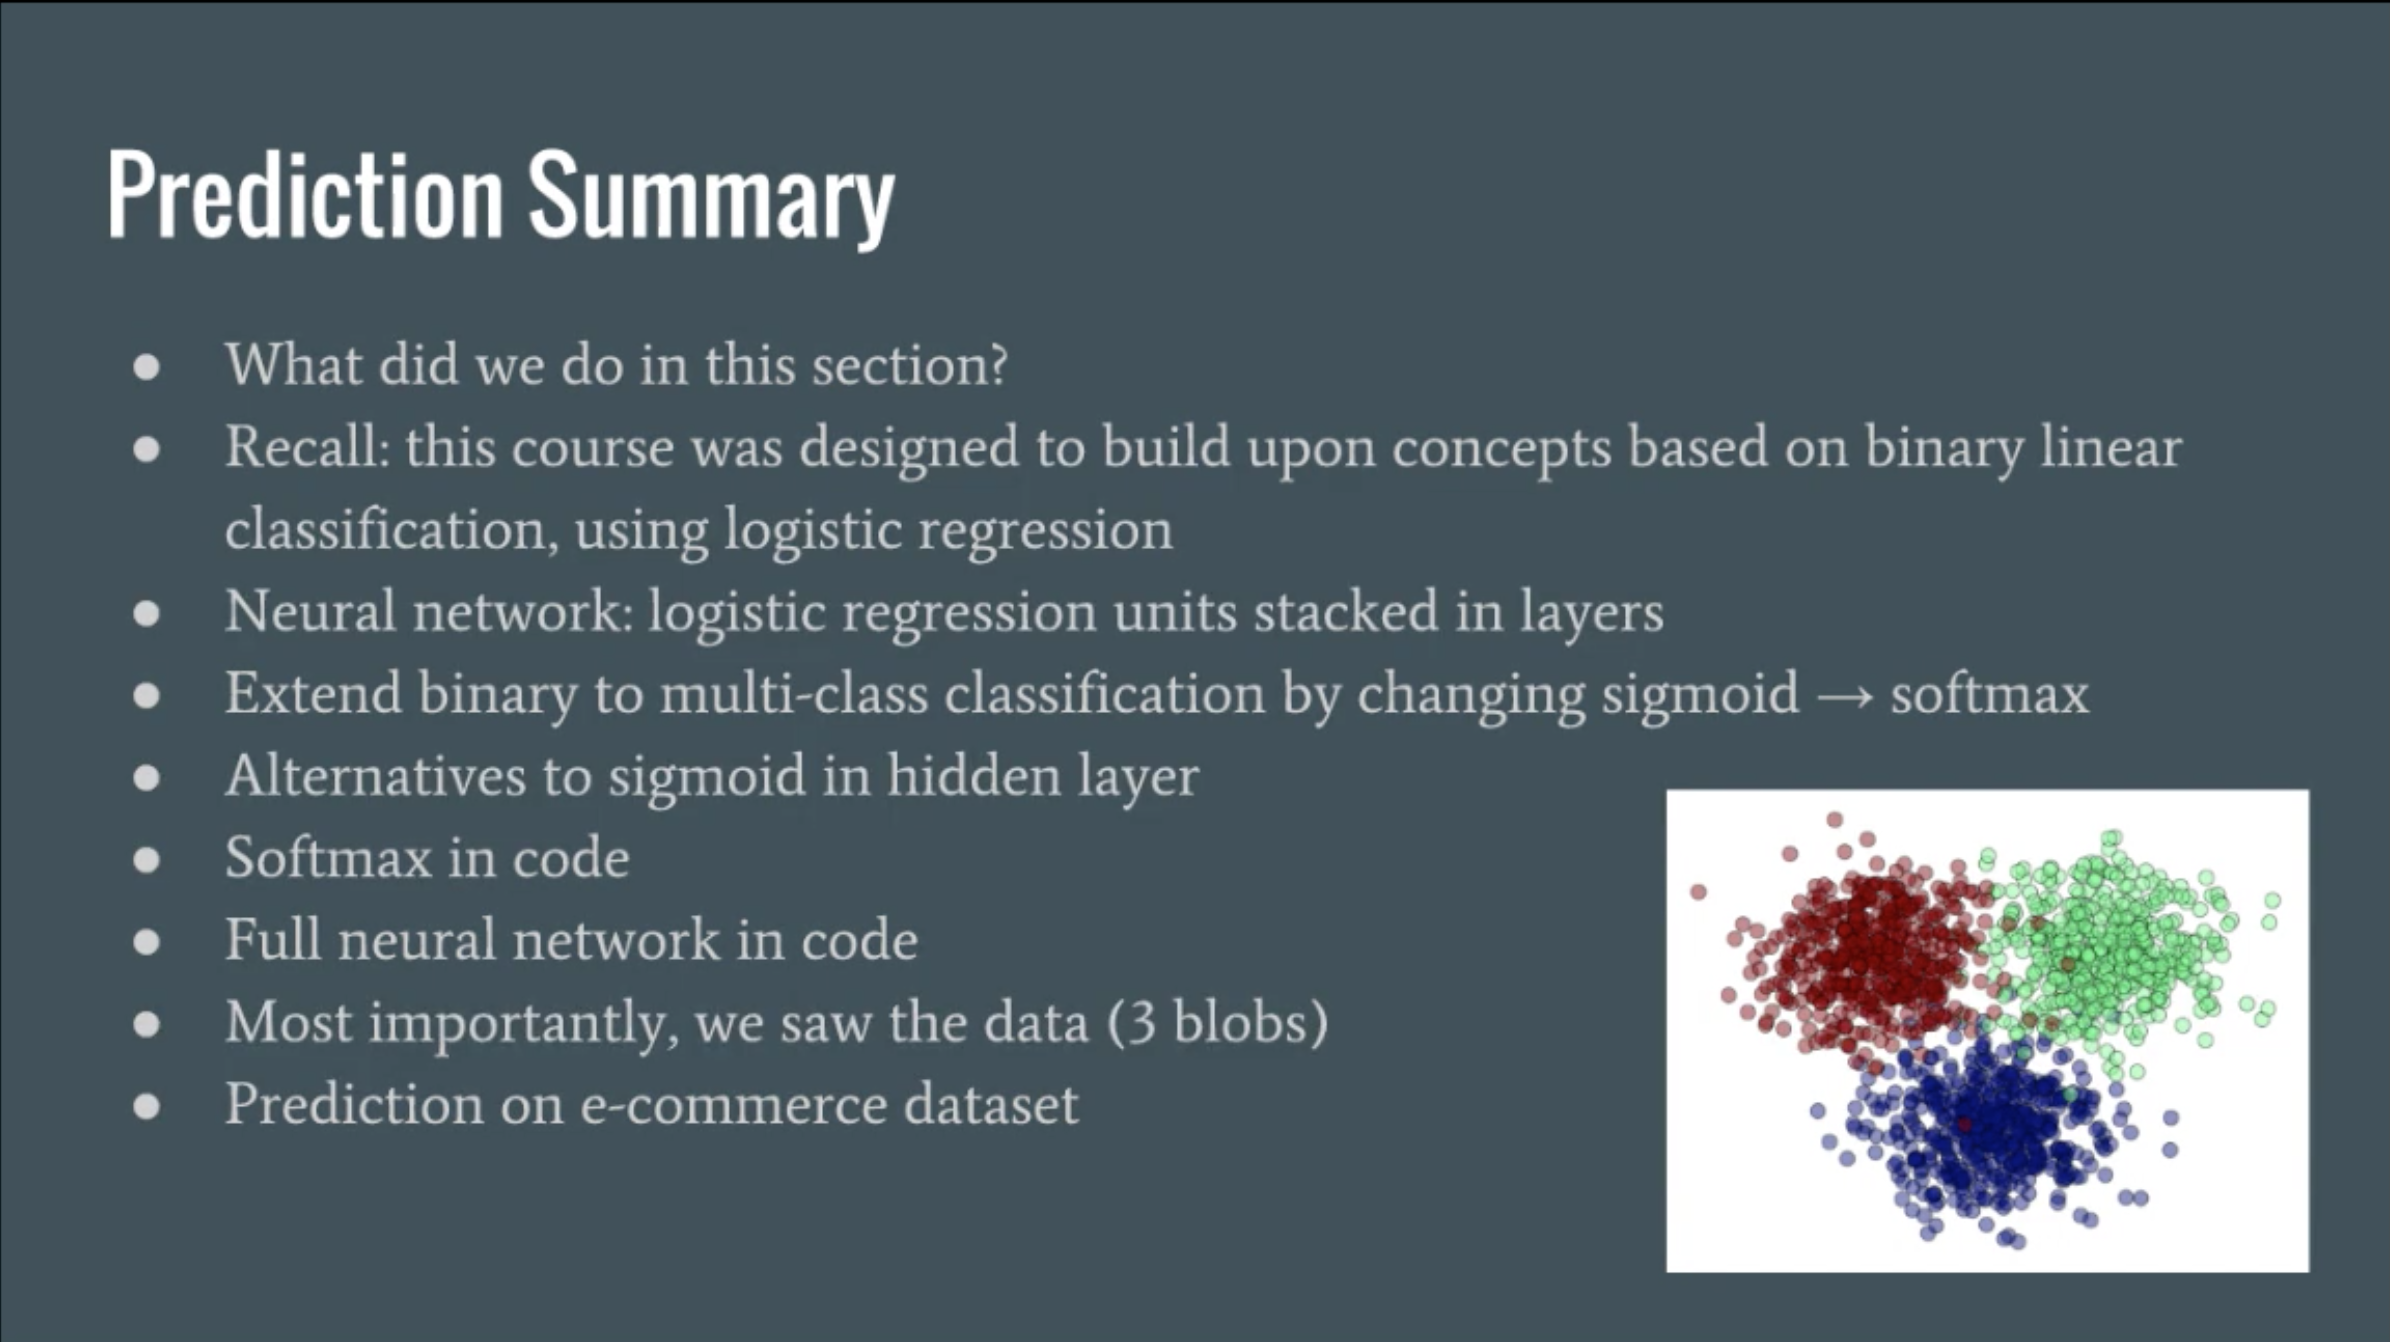 Prediction Summary
● What did we do in this section?
● Recall: this course was designed to build upon concepts based on binary linear
classification, using logistic regression
● Neural network: logistic regression units stacked in layers
● Extend binary to multi-class classification by changing sigmoid → softmax
● Alternatives to sigmoid in hidden layer
● Softmax in code
● Full neural network in code
● Most importantly, we saw the data (3 blobs)
● Prediction on e-commerce dataset